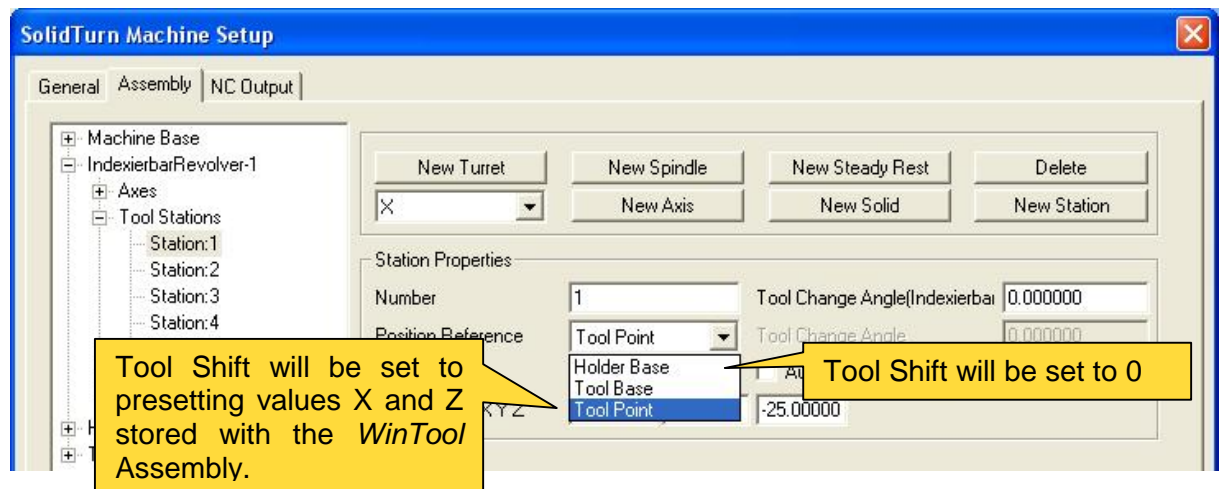 SolidTurn Machine Setup
General Assembly NC Output
Machine Base
IndexierbarRevolver-1
Axes
Tool Stations
Station:1
Station:2
Station:3
Station:4
New Turret New Spindle New Steady Rest Delete
X New Axis New Solid New Station
Station Properties
Number 1 Tool Change Angle(Indexierbar 0.000000
Position Reference Tool Point Tool Change Angle 0.000000
Holder Base
Tool Base
Tool Point
X Y Z -25.00000
Tool Shift will be set to
presetting values X and Z
stored with the WinTool
Assembly.
Tool Shift will be set to 0